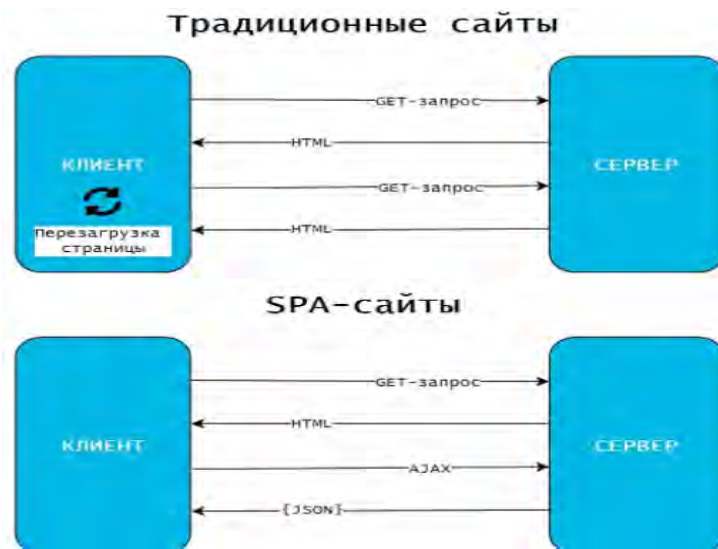 Традиционные сайты
КЛИЕНТ
Перезагрузка
страницы
GET-запрос
HTML
GET-запрос
HTML
СЕРВЕР
SPA-сайты
КЛИЕНТ
GET-запрос
HTML
AJAX
{JSON}
СЕРВЕР